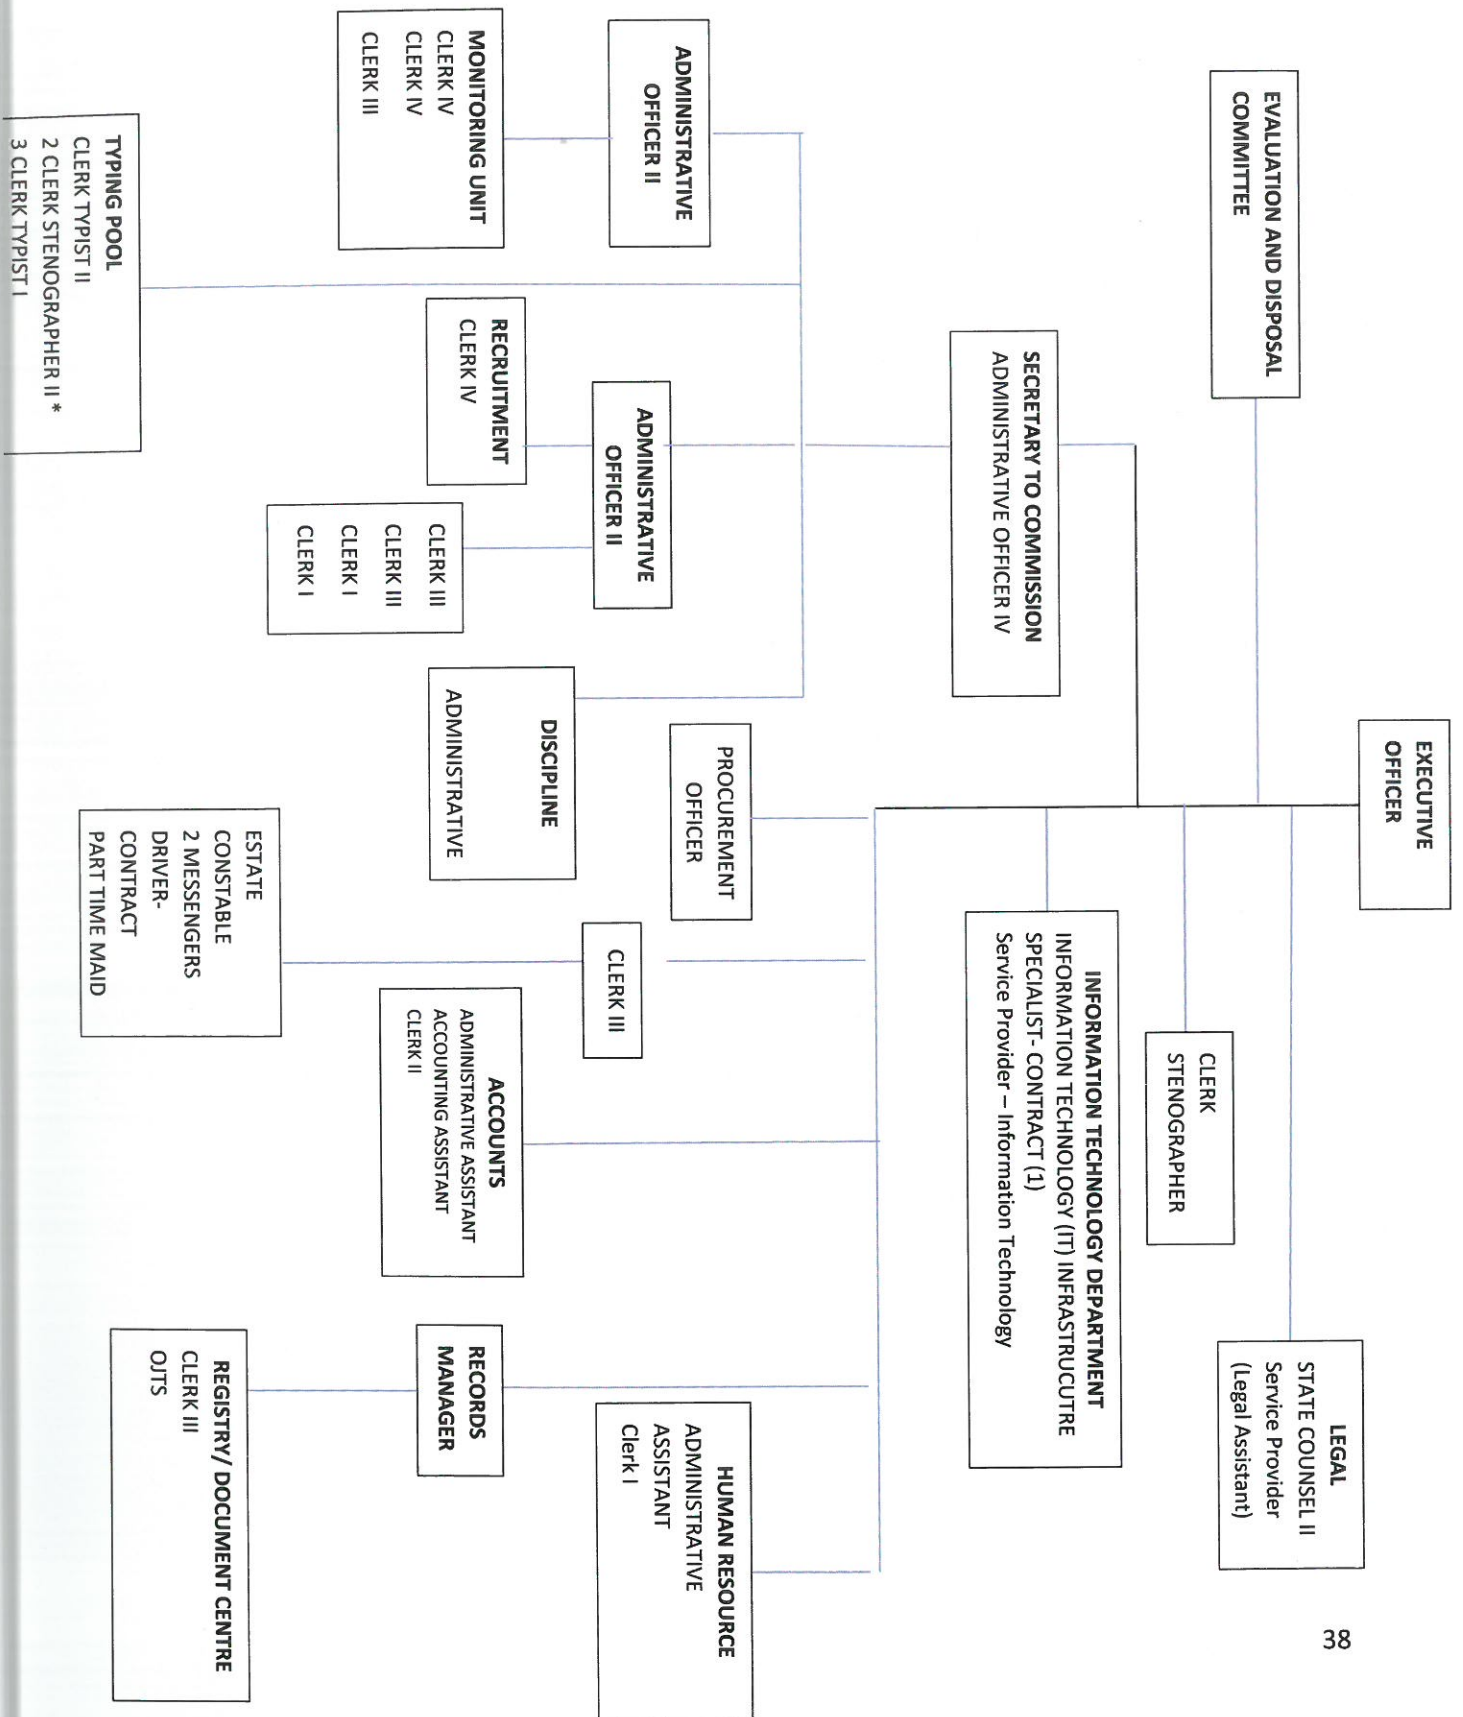 38
EXECUTIVE
OFFICER
EVALUATION AND DISPOSAL
COMMITTEE
LEGAL
STATE COUNSEL II
Service Provider
(Legal Assistant)
CLERK
STENOGRAPHER
SECRETARY TO COMMISSION
ADMINISTRATIVE OFFICER IV
INFORMATION TECHNOLOGY DEPARTMENT
INFORMATION TECHNOLOGY (IT) INFRASTRUCUTRE
SPECIALIST- CONTRACT (1)
Service Provider – Information Technology
ADMINISTRATIVE
OFFICER II
MONITORING UNIT
CLERK IV
CLERK IV
CLERK III
ADMINISTRATIVE
OFFICER II
RECRUITMENT
CLERK IV
CLERK III
CLERK III
CLERK I
CLERK I
DISCIPLINE
ADMINISTRATIVE
PROCUREMENT
OFFICER
CLERK III
ACCOUNTS
ADMINISTRATIVE ASSISTANT
ACCOUNTING ASSISTANT
CLERK II
HUMAN RESOURCE
ADMINISTRATIVE
ASSISTANT
Clerk I
RECORDS
MANAGER
TYPING POOL
CLERK TYPIST II
2 CLERK STENOGRAPHER II *
3 CLERK TYPIST I
ESTATE
CONSTABLE
2 MESSENGERS
DRIVER-
CONTRACT
PART TIME MAID
REGISTRY/ DOCUMENT CENTRE
CLERK III
OJTS